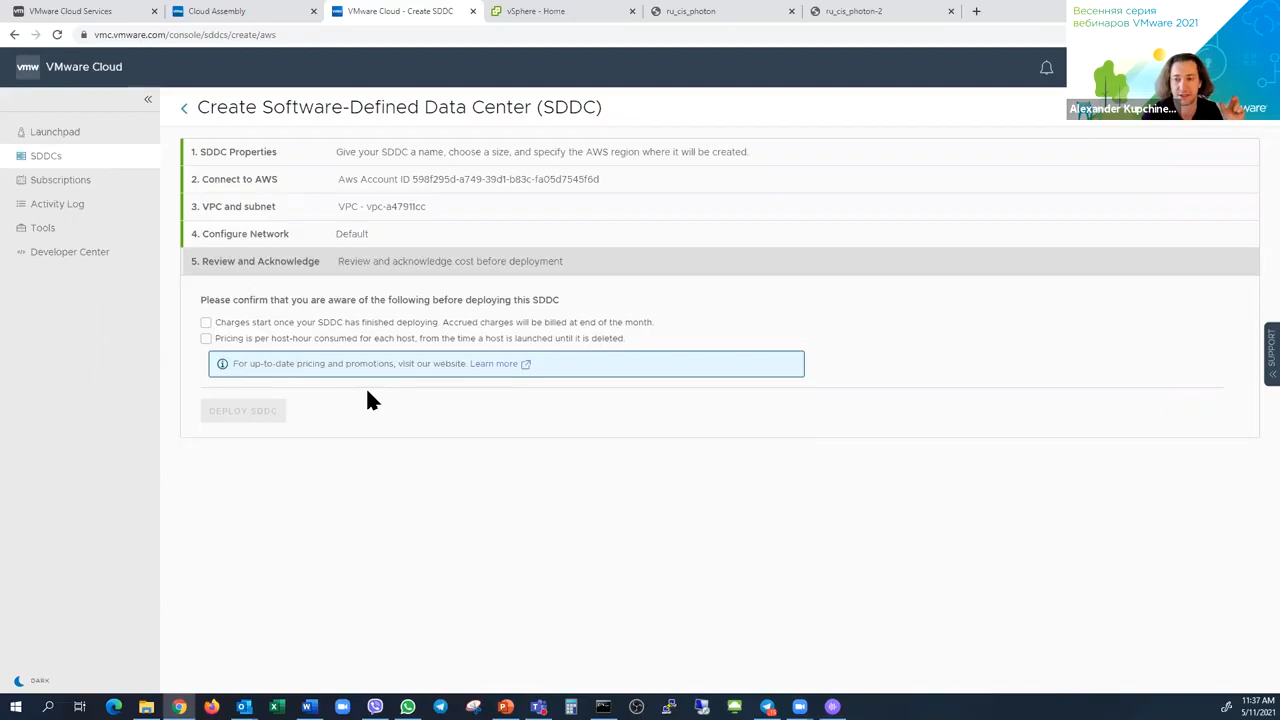 VMware Cloud Services
Cloud Assembly
VMware Cloud - Create SDDC
vSphere - Home
ru_cis_photon
ru_cis_photon-2
vmc.vmware.com/console/sddcs/create/aws
Весенняя серия
вебинаров VMware 2021
Alexander Kupchine...
ware
vmw VMware Cloud
Create Software-Defined Data Center (SDDC)
Launchpad
SDDCs
Subscriptions
Activity Log
Tools
Developer Center
1. SDDC Properties Give your SDDC a name, choose a size, and specify the AWS region where it will be created.
2. Connect to AWS Aws Account ID 598f295d-a749-39d1-b83c-fa05d7545f6d
3. VPC and subnet VPC - vpc-a47911cc
4. Configure Network Default
5. Review and Acknowledge Review and acknowledge cost before deployment
Please confirm that you are aware of the following before deploying this SDDC
Charges start once your SDDC has finished deploying. Accrued charges will be billed at end of the month.
Pricing is per host-hour consumed for each host, from the time a host is launched until it is deleted.
For up-to-date pricing and promotions, visit our website. Learn more
DEPLOY SDDC
SUPPORT
DARK
11:37 AM
5/11/2021